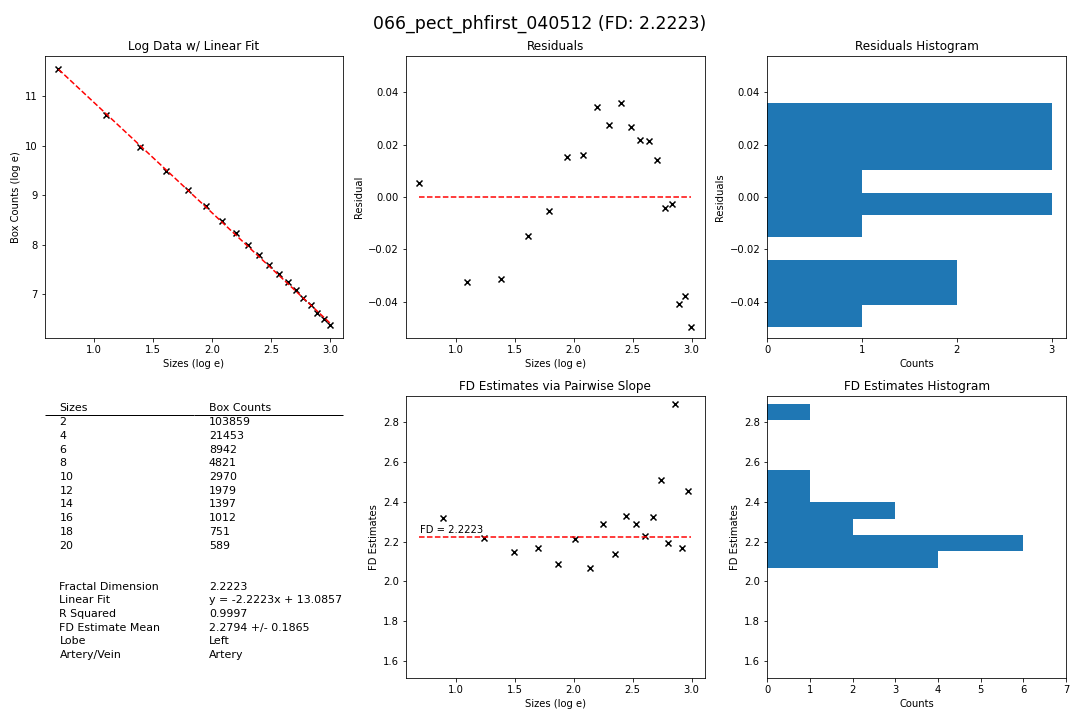 066_pect_phfirst_040512 (FD: 2.2223)
Log Data w/ Linear Fit
Box Counts (log e)
11
10
9
8
7
1.0 1.5 2.0 2.5 3.0
Sizes (log e)
Residuals
Residual
0.04
0.02
0.00
−0.02
−0.04
1.0 1.5 2.0 2.5 3.0
Sizes (log e)
Residuals Histogram
Residuals
0.04
0.02
0.00
−0.02
−0.04
0 1 2 3
Counts
Sizes Box Counts
2 103859
4 21453
6 8942
8 4821
10 2970
12 1979
14 1397
16 1012
18 751
20 589
Fractal Dimension 2.2223
Linear Fit y = -2.2223x + 13.0857
R Squared 0.9997
FD Estimate Mean 2.2794 +/- 0.1865
Lobe Left
Artery/Vein Artery
FD Estimates via Pairwise Slope
FD Estimates
2.8
2.6
2.4
2.2
2.0
1.8
1.6
FD = 2.2223
1.0 1.5 2.0 2.5 3.0
Sizes (log e)
FD Estimates Histogram
FD Estimates
2.8
2.6
2.4
2.2
2.0
1.8
1.6
0 1 2 3 4 5 6 7
Counts